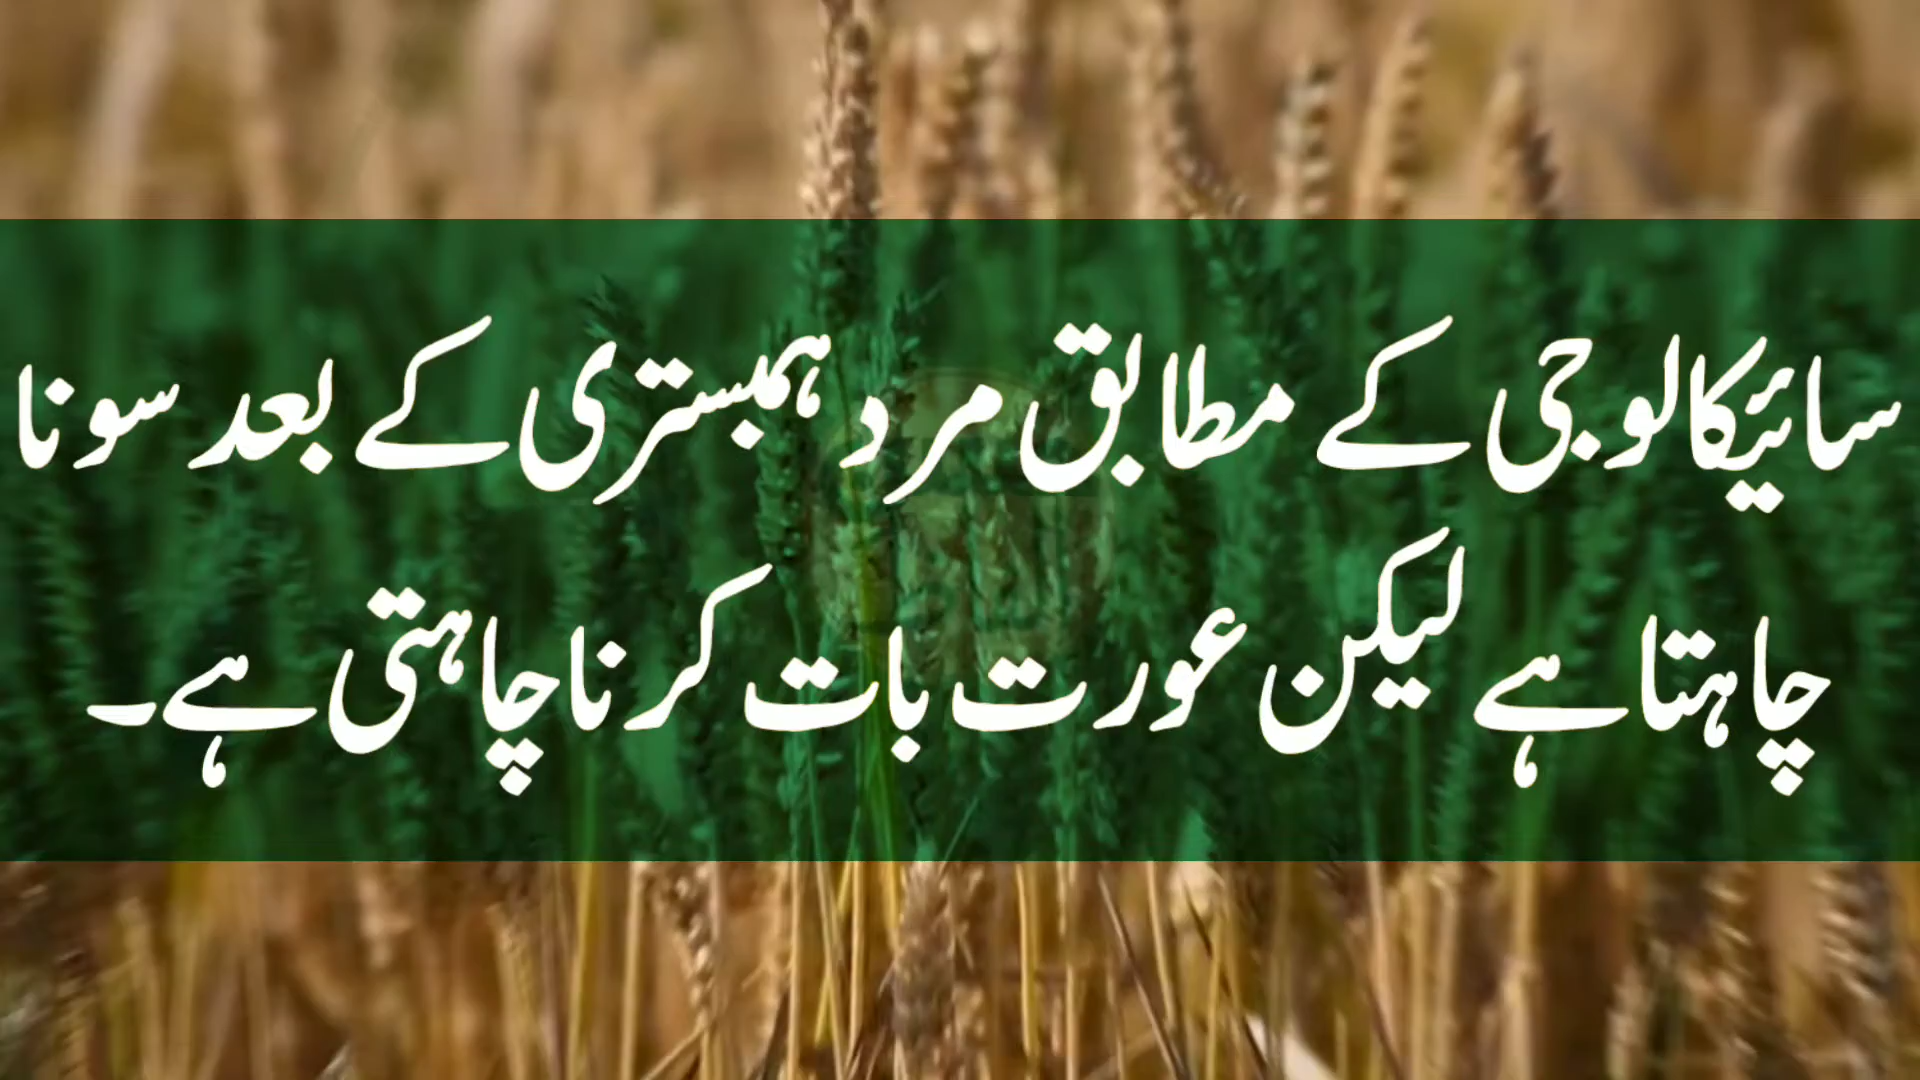 سائیکالوجی کے مطابق مرد ہمبستری کے بعد سونا
چاہتا ہے لیکن عورت بات کرنا چاہتی ہے۔